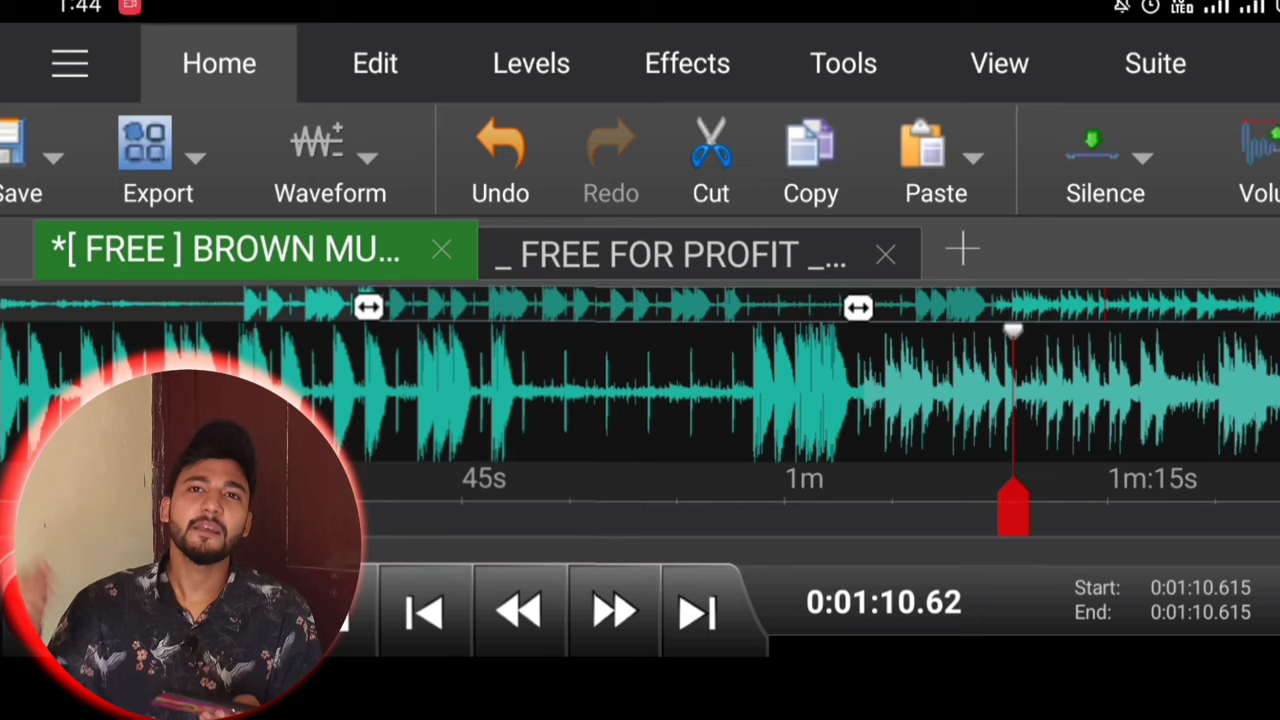 1:44
Home Edit Levels Effects Tools View Suite
Save Export Waveform Undo Redo Cut Copy Paste Silence
*[ FREE ] BROWN MU... _ FREE FOR PROFIT _...
45s 1m 1m:15s
0:01:10.62
Start: 0:01:10.615
End: 0:01:10.615